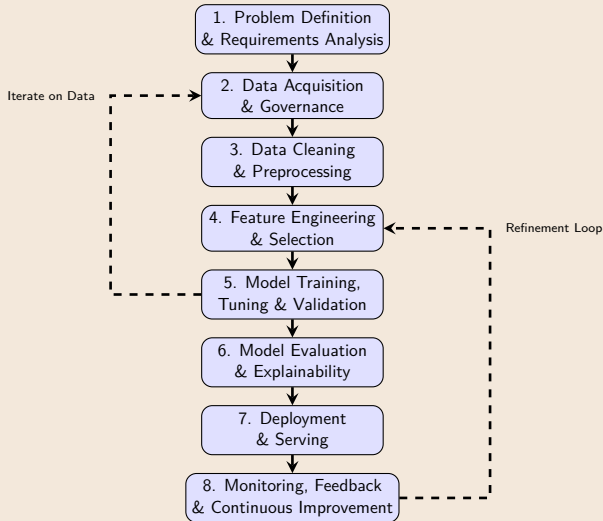 1. Problem Definition
& Requirements Analysis
Iterate on Data
2. Data Acquisition
& Governance
3. Data Cleaning
& Preprocessing
4. Feature Engineering
& Selection
Refinement Loop
5. Model Training,
Tuning & Validation
6. Model Evaluation
& Explainability
7. Deployment
& Serving
8. Monitoring, Feedback
& Continuous Improvement